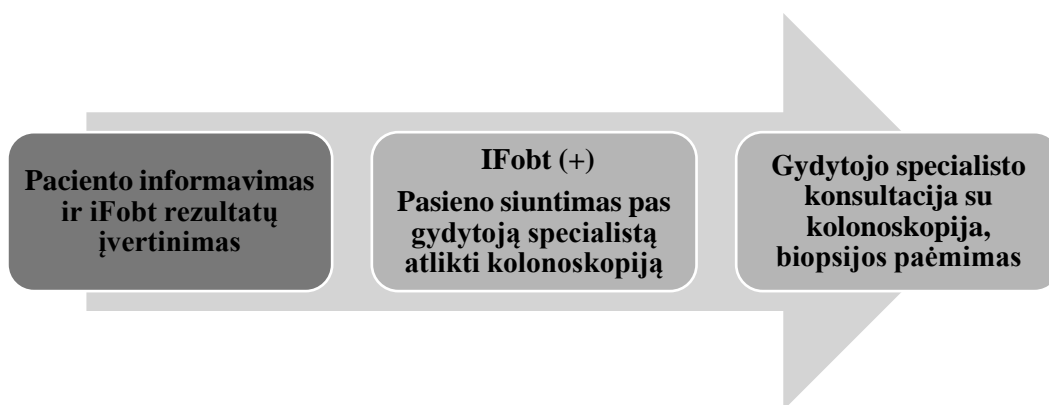 Paciento informavimas
ir iFobt rezultatų
įvertinimas
IFobt (+)
Pasieno siuntimas pas
gydytoją specialistą
atlikti kolonoskopiją
Gydytojo specialisto
konsultacija su
kolonoskopija,
biopsijos paėmimas